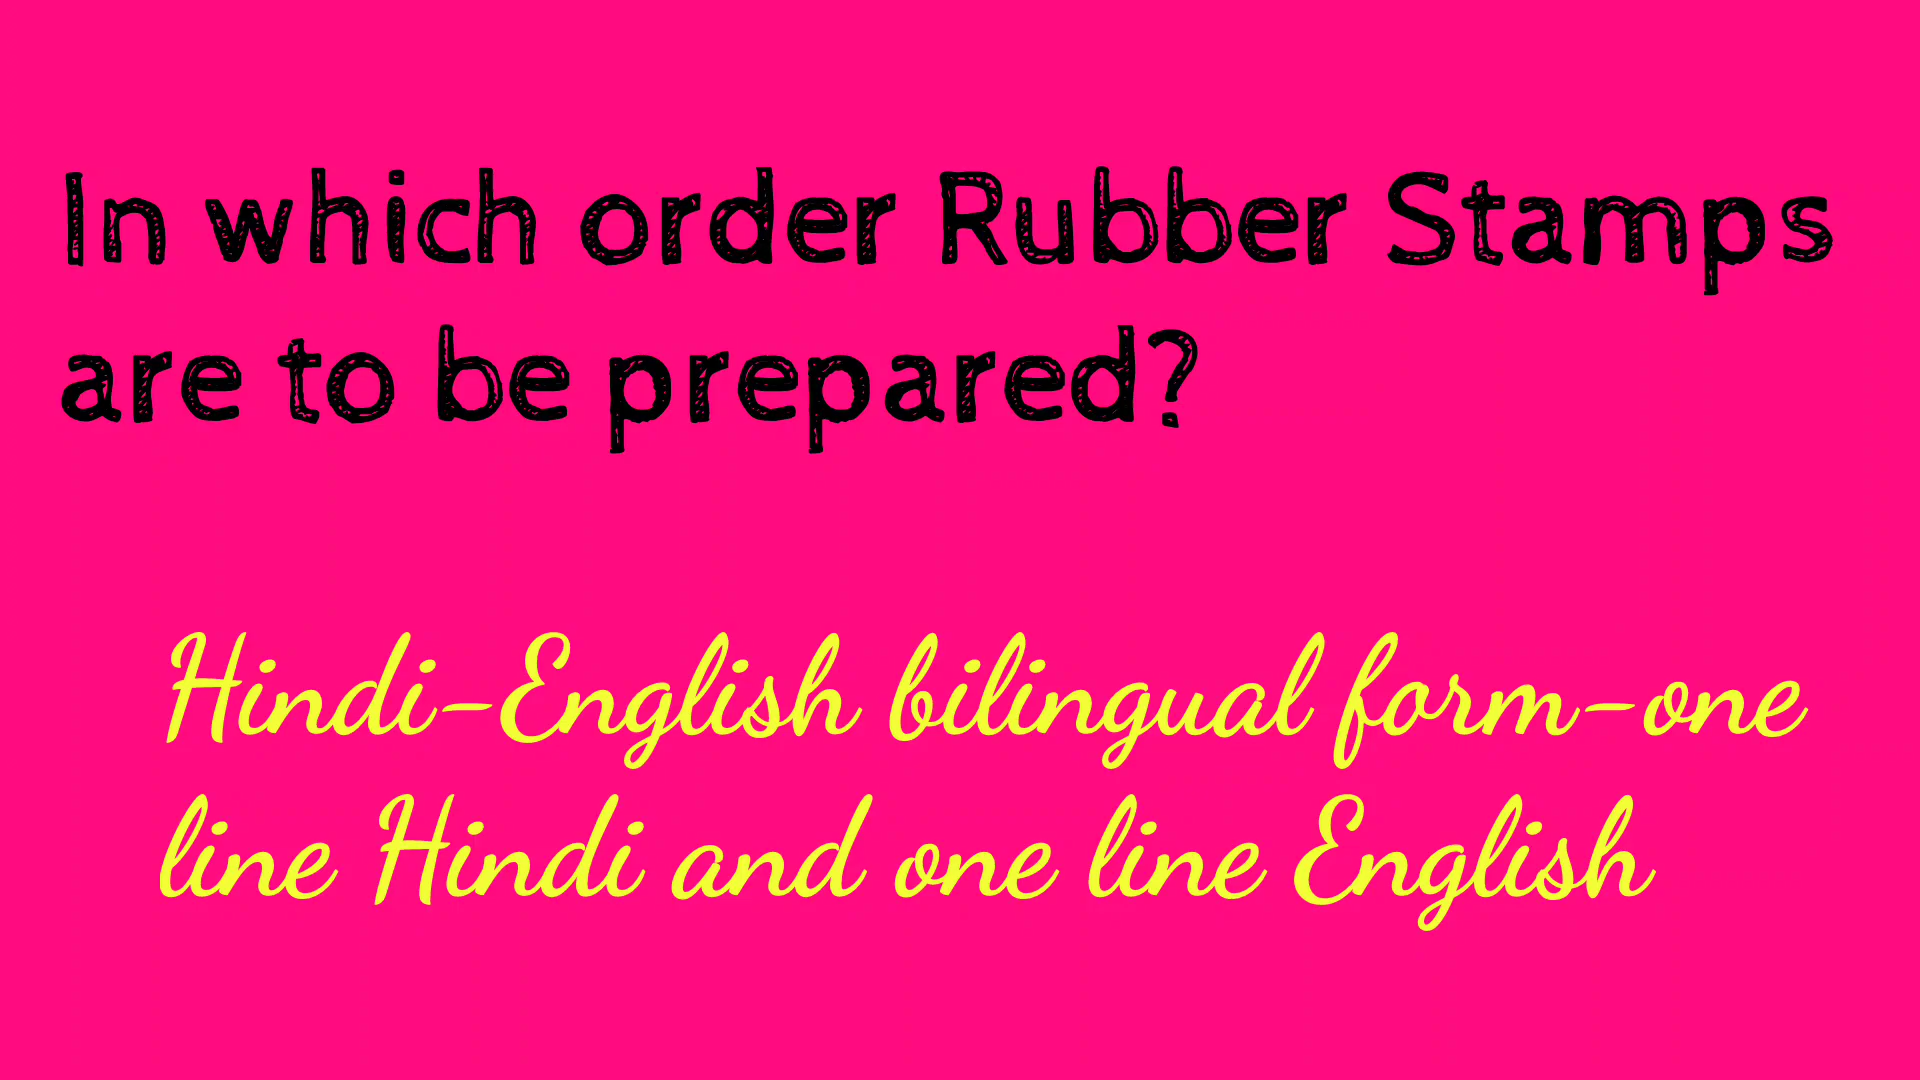 In which order Rubber Stamps
are to be prepared?
Hindi-English bilingual form-one
line Hindi and one line English